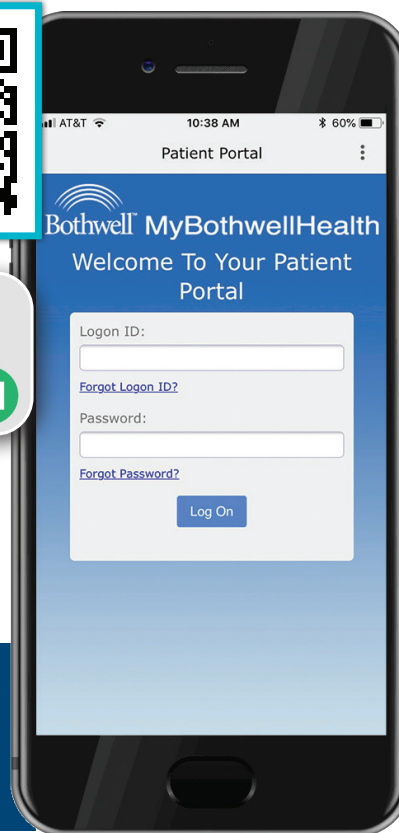 AT&T 10:38 AM 60%
Patient Portal
Bothwell MyBothwellHealth
Welcome To Your Patient
Portal
Logon ID:
Forgot Logon ID?
Password:
Forgot Password?
Log On